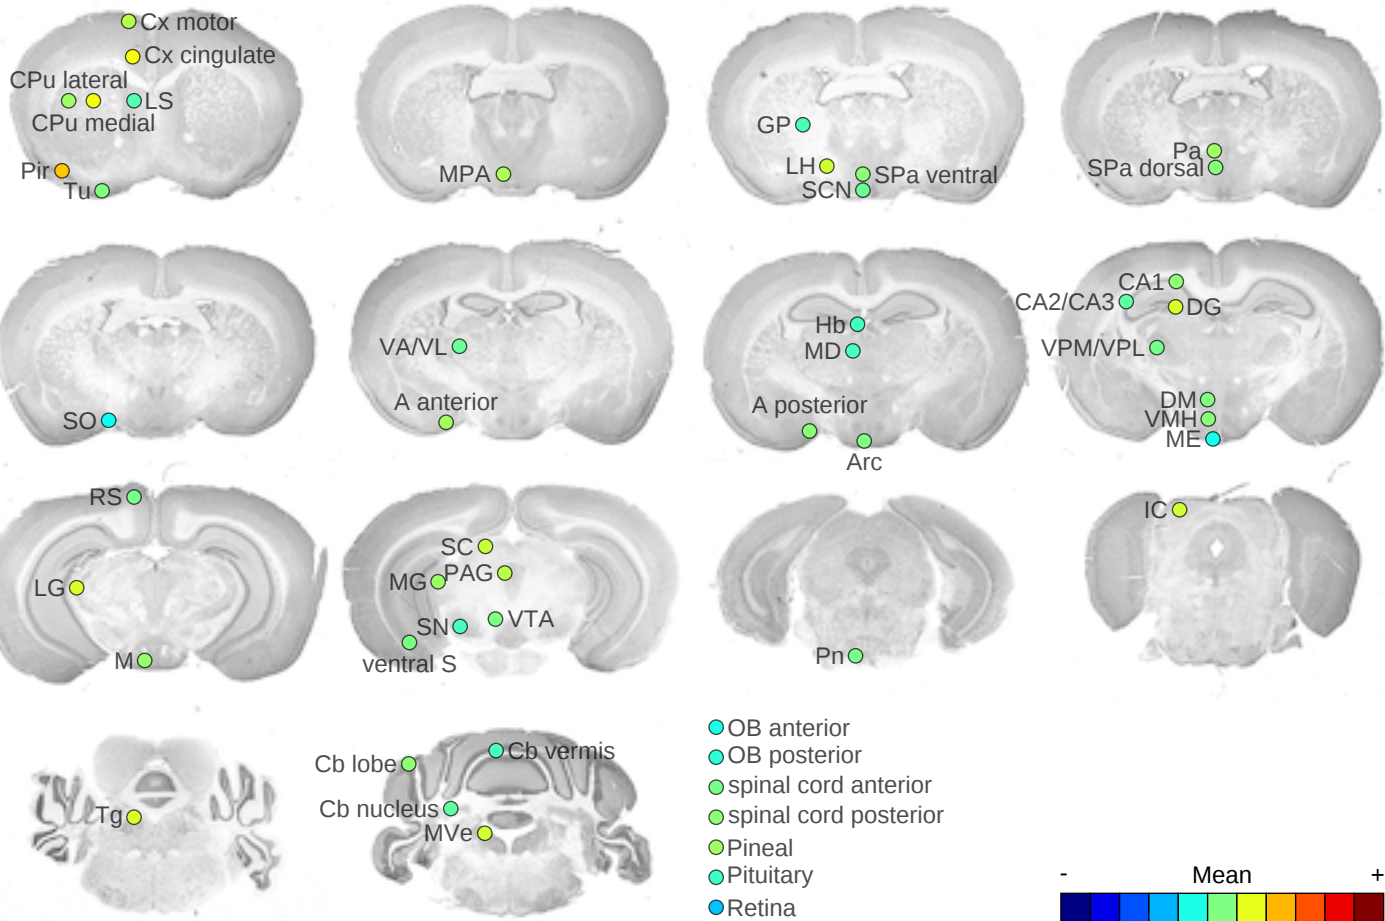 Cx motor
Cx cingulate
CPu lateral
LS
CPu medial
Pir
Tu
MPA
GP
LH
SPa ventral
SCN
Pa
SPa dorsal
SO
VA/VL
A anterior
Hb
MD
A posterior
Arc
CA1
CA2/CA3
DG
VPM/VPL
DM
VMH
ME
RS
LG
M
SC
PAG
MG
VTA
SN
ventral S
Pn
IC
Tg
Cb vermis
Cb lobe
Cb nucleus
MVe
OB anterior
OB posterior
spinal cord anterior
spinal cord posterior
Pineal
Pituitary
Retina
- Mean +